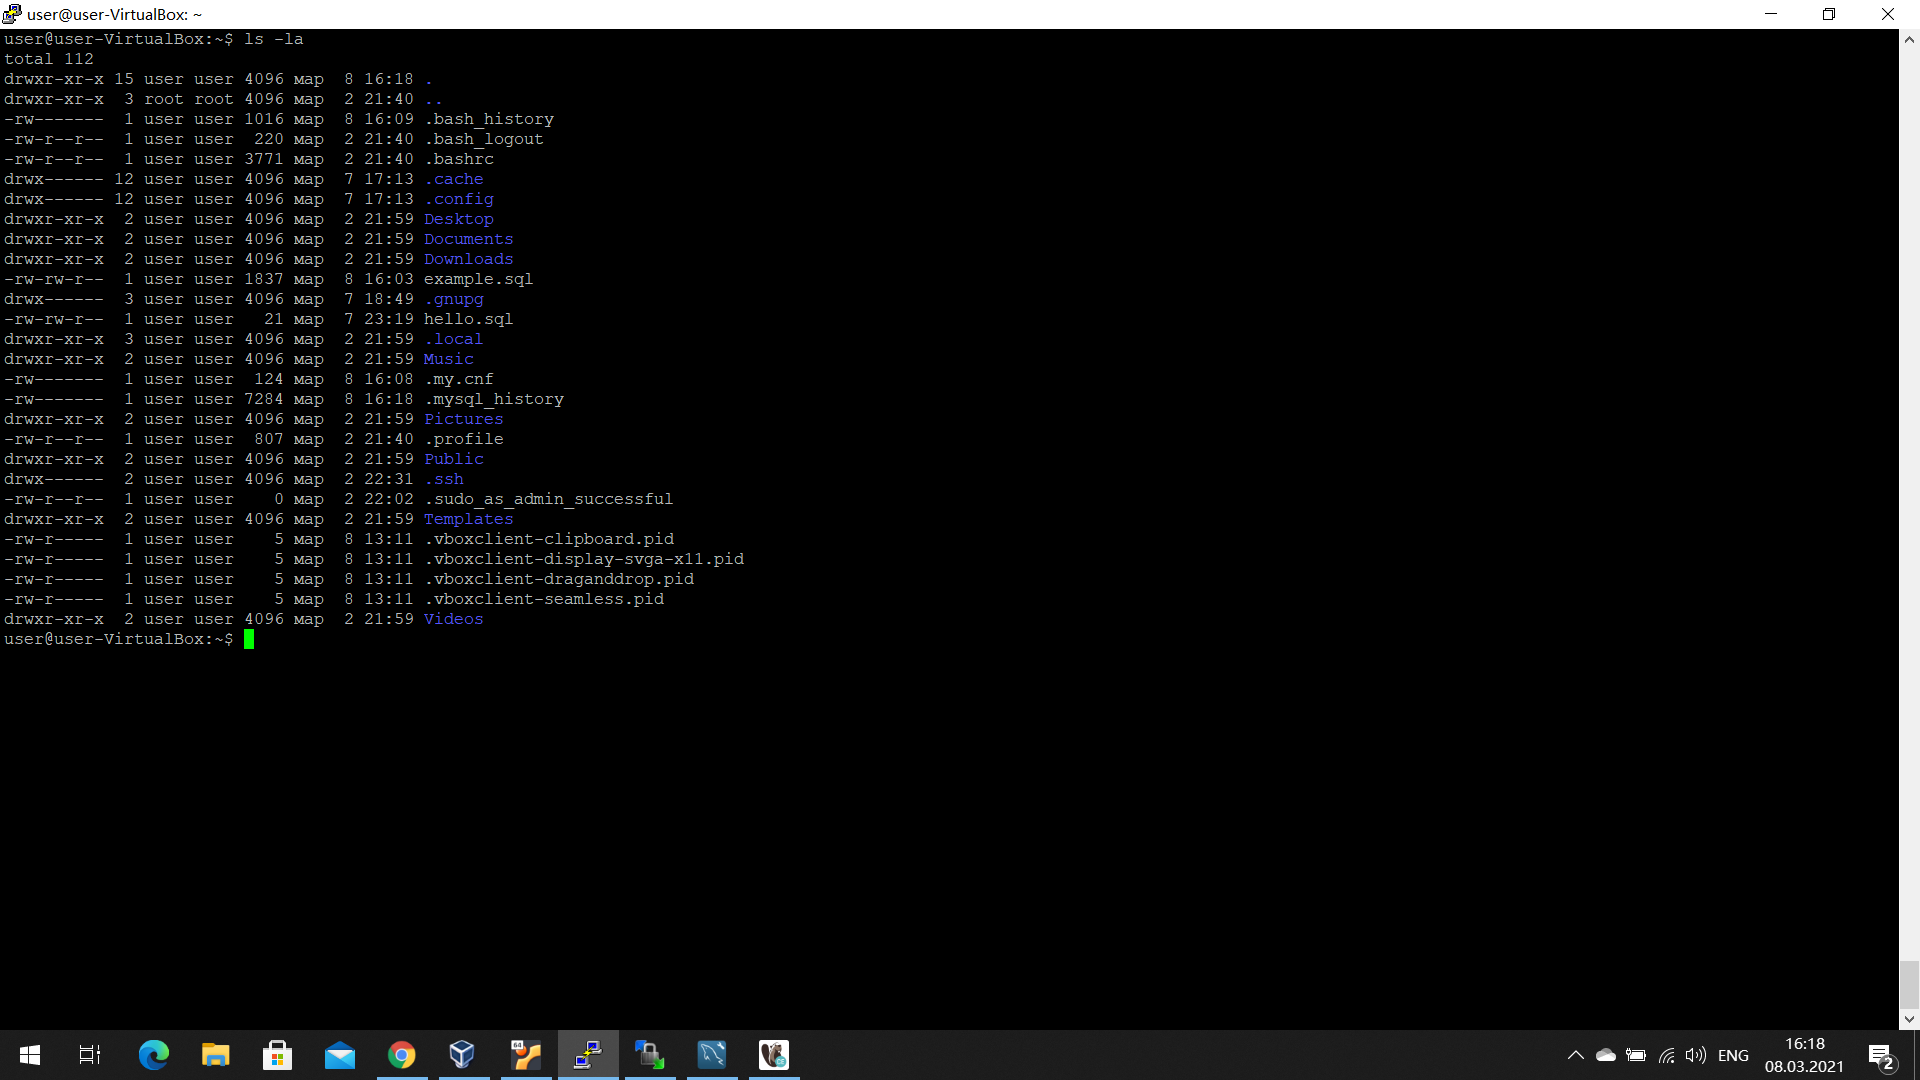 user@user-VirtualBox: ~
user@user-VirtualBox:~$ ls -la
total 112
drwxr-xr-x 15 user user 4096 мар  8 16:18 .
drwxr-xr-x  3 root root 4096 мар  2 21:40 ..
-rw-------  1 user user 1016 мар  8 16:09 .bash_history
-rw-r--r--  1 user user  220 мар  2 21:40 .bash_logout
-rw-r--r--  1 user user 3771 мар  2 21:40 .bashrc
drwx------ 12 user user 4096 мар  7 17:13 .cache
drwx------ 12 user user 4096 мар  7 17:13 .config
drwxr-xr-x  2 user user 4096 мар  2 21:59 Desktop
drwxr-xr-x  2 user user 4096 мар  2 21:59 Documents
drwxr-xr-x  2 user user 4096 мар  2 21:59 Downloads
-rw-rw-r--  1 user user 1837 мар  8 16:03 example.sql
drwx------  3 user user 4096 мар  7 18:49 .gnupg
-rw-rw-r--  1 user user   21 мар  7 23:19 hello.sql
drwxr-xr-x  3 user user 4096 мар  2 21:59 .local
drwxr-xr-x  2 user user 4096 мар  2 21:59 Music
-rw-------  1 user user  124 мар  8 16:08 .my.cnf
-rw-------  1 user user 7284 мар  8 16:18 .mysql_history
drwxr-xr-x  2 user user 4096 мар  2 21:59 Pictures
-rw-r--r--  1 user user  807 мар  2 21:40 .profile
drwxr-xr-x  2 user user 4096 мар  2 21:59 Public
drwx------  2 user user 4096 мар  2 22:31 .ssh
-rw-r--r--  1 user user    0 мар  2 22:02 .sudo_as_admin_successful
drwxr-xr-x  2 user user 4096 мар  2 21:59 Templates
-rw-r-----  1 user user    5 мар  8 13:11 .vboxclient-clipboard.pid
-rw-r-----  1 user user    5 мар  8 13:11 .vboxclient-display-svga-x11.pid
-rw-r-----  1 user user    5 мар  8 13:11 .vboxclient-draganddrop.pid
-rw-r-----  1 user user    5 мар  8 13:11 .vboxclient-seamless.pid
drwxr-xr-x  2 user user 4096 мар  2 21:59 Videos
user@user-VirtualBox:~$
64
ENG
16:18
08.03.2021
2